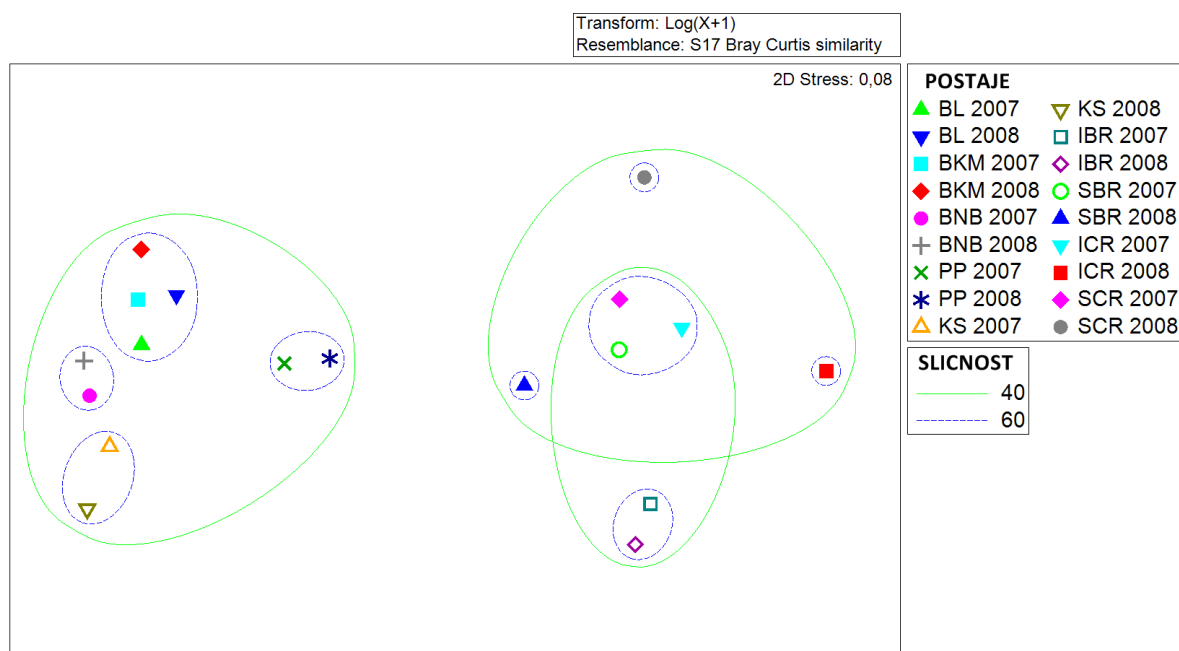 Transform: Log(X+1)
Resemblance: S17 Bray Curtis similarity
2D Stress: 0,08
POSTAJE
BL 2007
BL 2008
BKM 2007
BKM 2008
BNB 2007
BNB 2008
PP 2007
PP 2008
KS 2007
KS 2008
IBR 2007
IBR 2008
SBR 2007
SBR 2008
ICR 2007
ICR 2008
SCR 2007
SCR 2008
SLICNOST
40
60